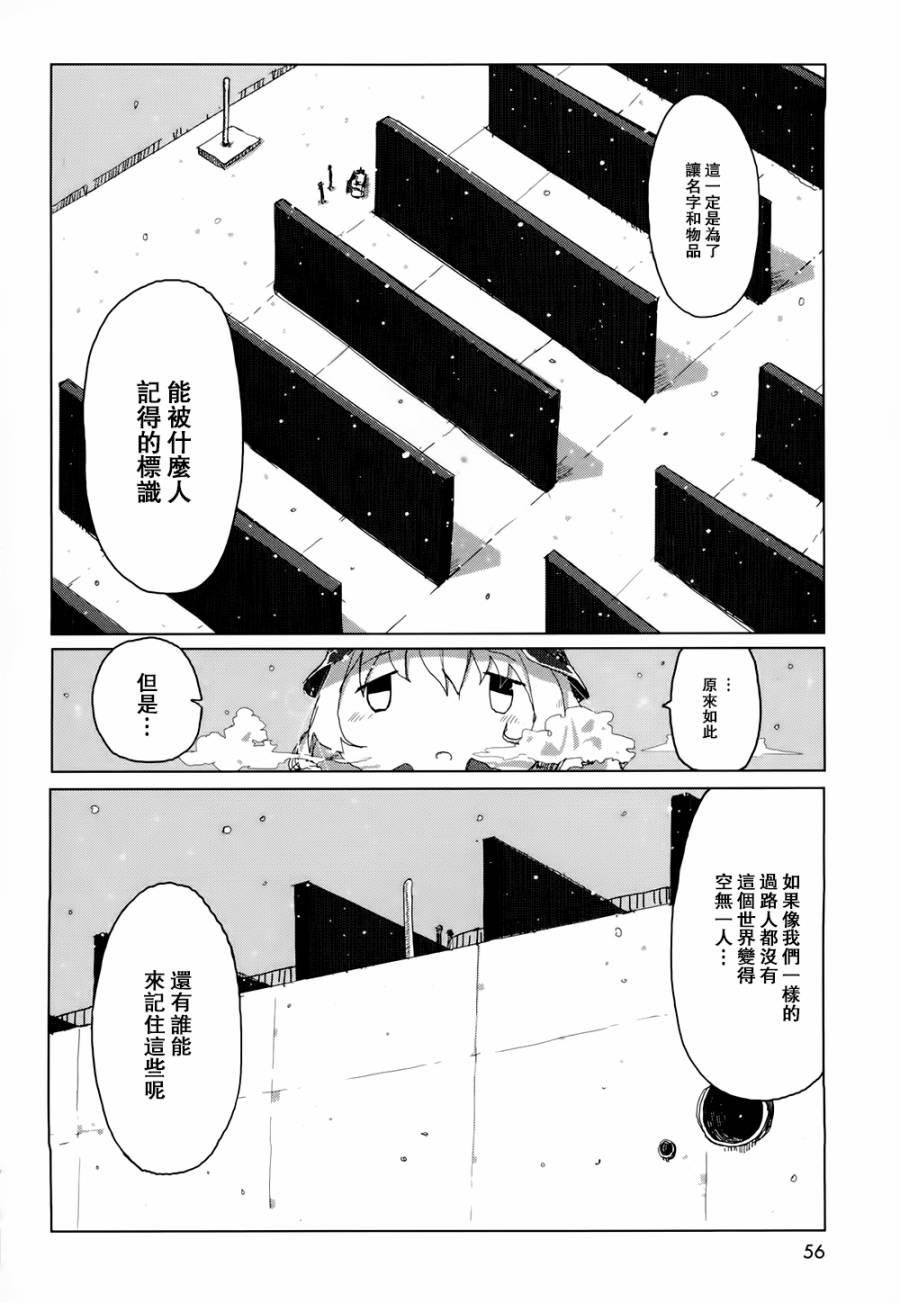 這一定是為了
讓名字和物品
能被什麼人
記得的標識
…
原來如此
但是…
如果像我們一樣的
過路人都沒有
這個世界變得
空無一人…
還有誰能
來記住這些呢
56